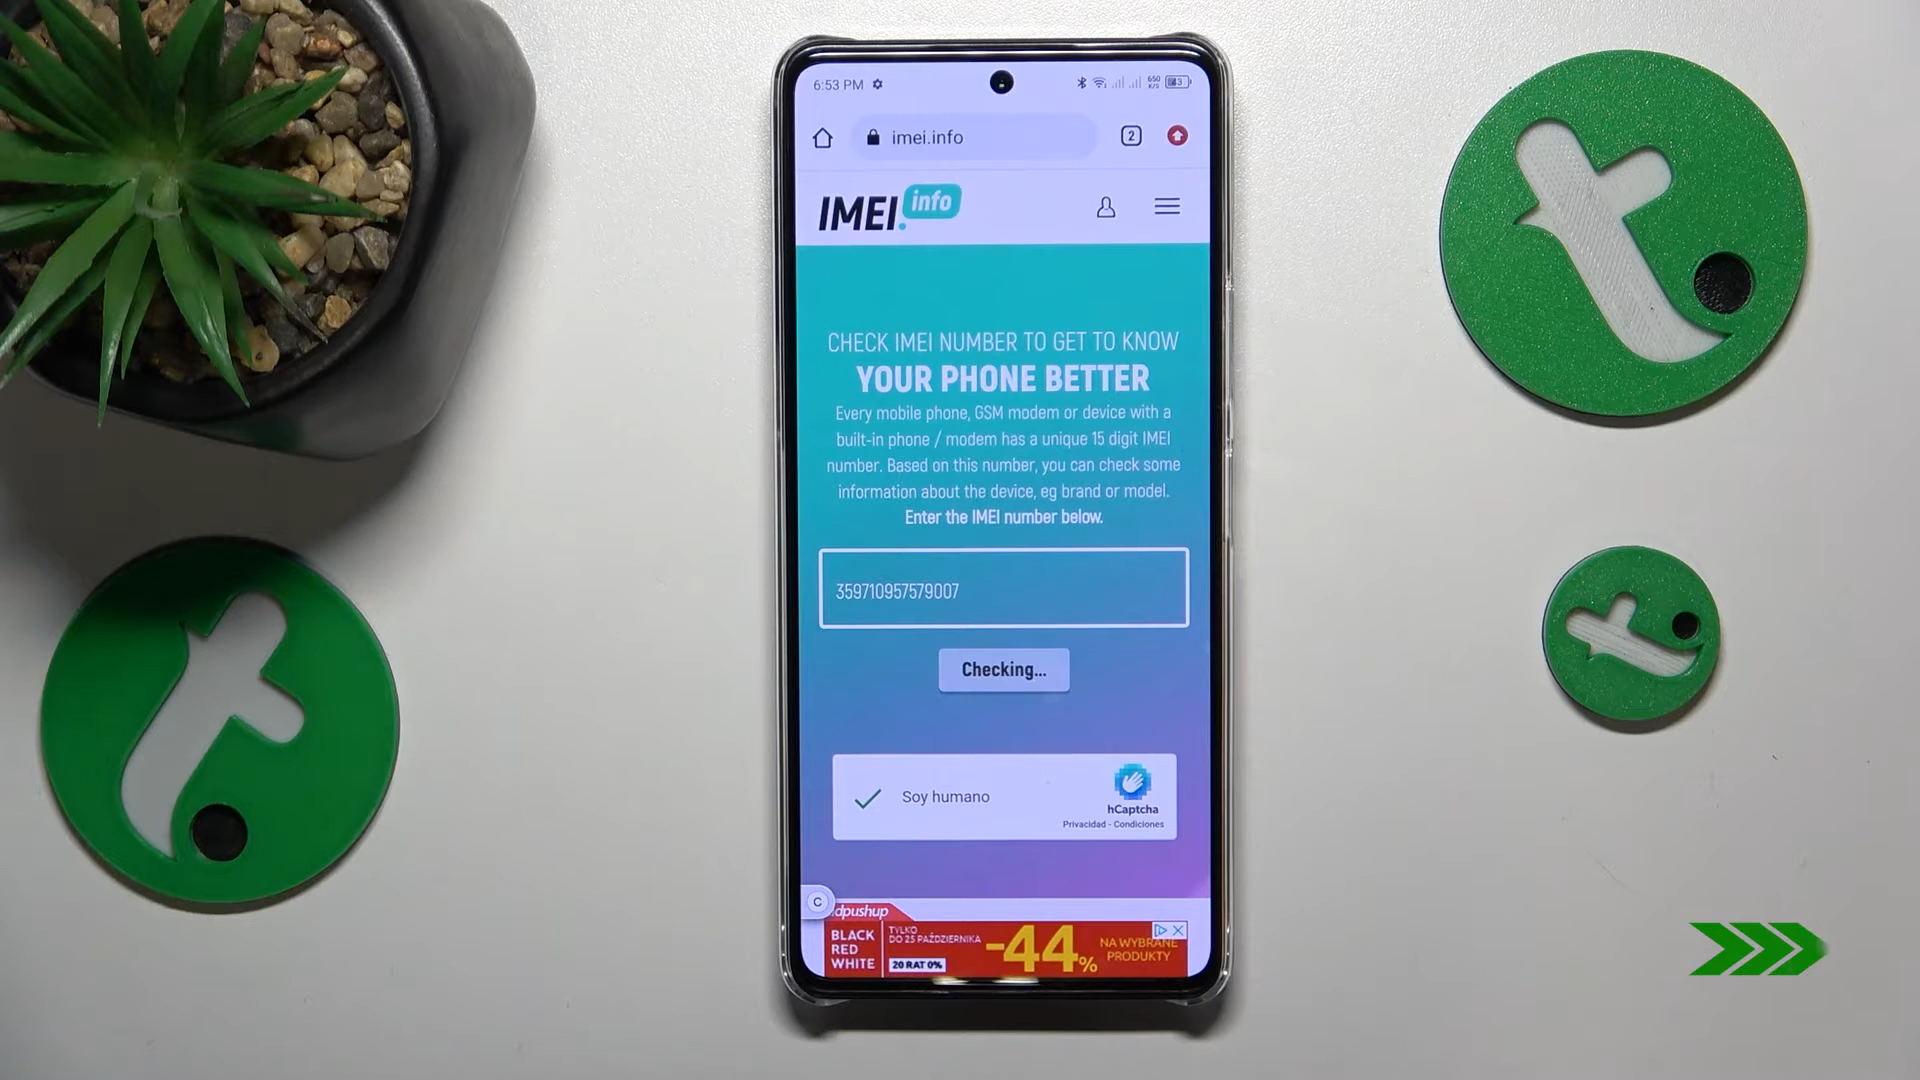 6:53 PM
650
K/S
imei.info
2
IMEI.info
CHECK IMEI NUMBER TO GET TO KNOW
YOUR PHONE BETTER
Every mobile phone, GSM modem or device with a
built-in phone / modem has a unique 15 digit IMEI
number. Based on this number, you can check some
information about the device, eg brand or model.
Enter the IMEI number below.
359710957579007
Checking...
Soy humano
hCaptcha
Privacidad - Condiciones
C
dpushup
BLACK
RED
WHITE
TYLKO
DO 25 PAŹDZIERNIKA
20 RAT 0%
-44%
NA WYBRANE
PRODUKTY